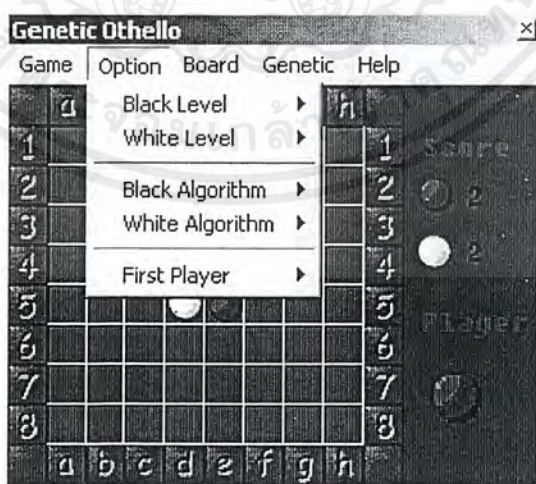 Genetic Othello
Game Option Board Genetic Help
Black Level
White Level
Black Algorithm
White Algorithm
First Player
a h
1 1
2 2
3 3
4 4
5 5
6 6
7 7
8 8
a b c d e f g h
Score
2
2
Player